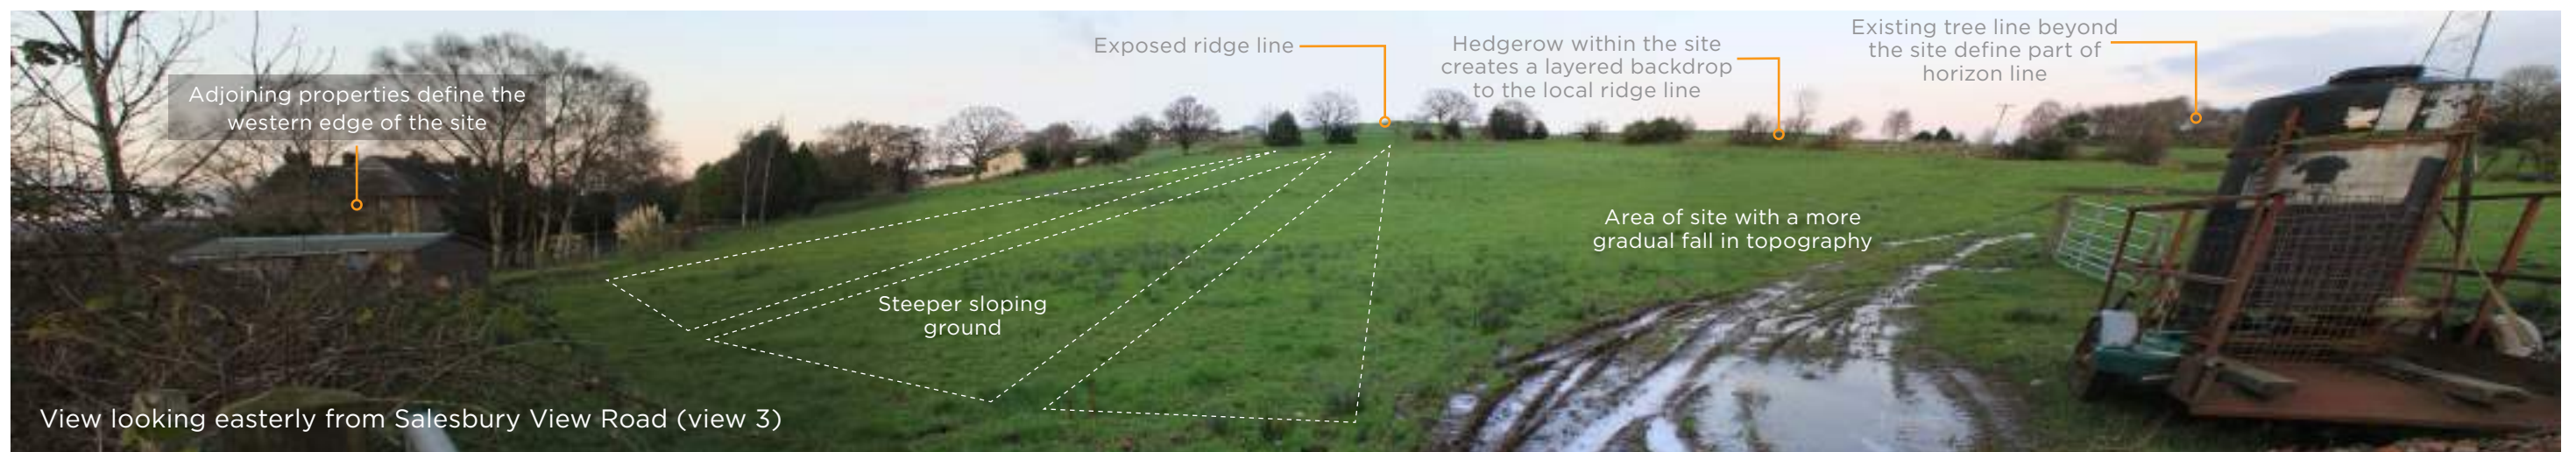 Adjoining properties define the
western edge of the site
Exposed ridge line
Hedgerow within the site
creates a layered backdrop
to the local ridge line
Existing tree line beyond
the site define part of
horizon line
Area of site with a more
gradual fall in topography
Steeper sloping
ground
View looking easterly from Salesbury View Road (view 3)